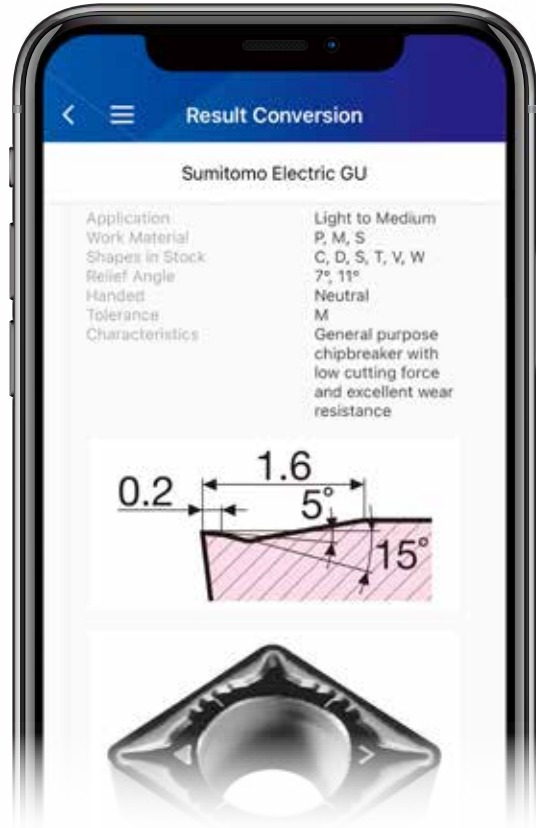 Result Conversion
Sumitomo Electric GU
Application Light to Medium
Work Material P, M, S
Shapes in Stock C, D, S, T, V, W
Relief Angle 7°, 11°
Handed Neutral
Tolerance M
Characteristics General purpose
chipbreaker with
low cutting force
and excellent wear
resistance
1.6
0.2
5°
15°